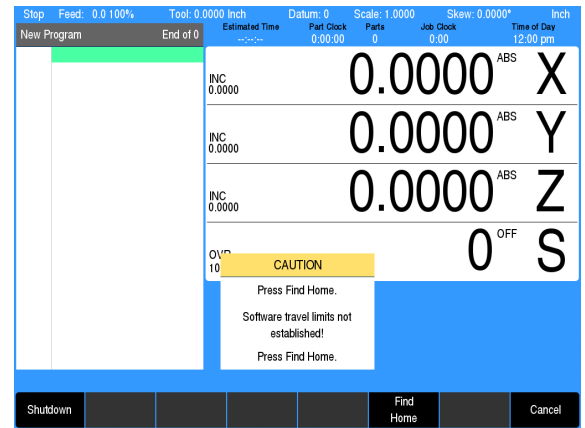 Stop Feed: 0.0 100% Tool: 0.0000 Inch Datum: 0 Scale: 1.0000 Skew: 0.0000° Inch
New Program End of 0
Estimated Time Part Clock Parts Job Clock Time of Day
--:--:-- 0:00:00 0 0:00 12:00 pm
INC
0.0000
0.0000 ABS X
INC
0.0000
0.0000 ABS Y
INC
0.0000
0.0000 ABS Z
0 OFF S
10
CAUTION
Press Find Home.
Software travel limits not
established!
Press Find Home.
Shutdown
Find
Home
Cancel